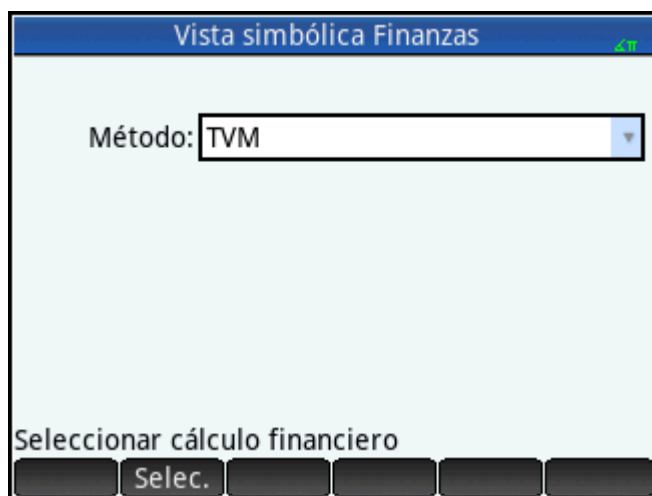 Vista simbólica Finanzas
∡π
Método: TVM
Seleccionar cálculo financiero
Selec.